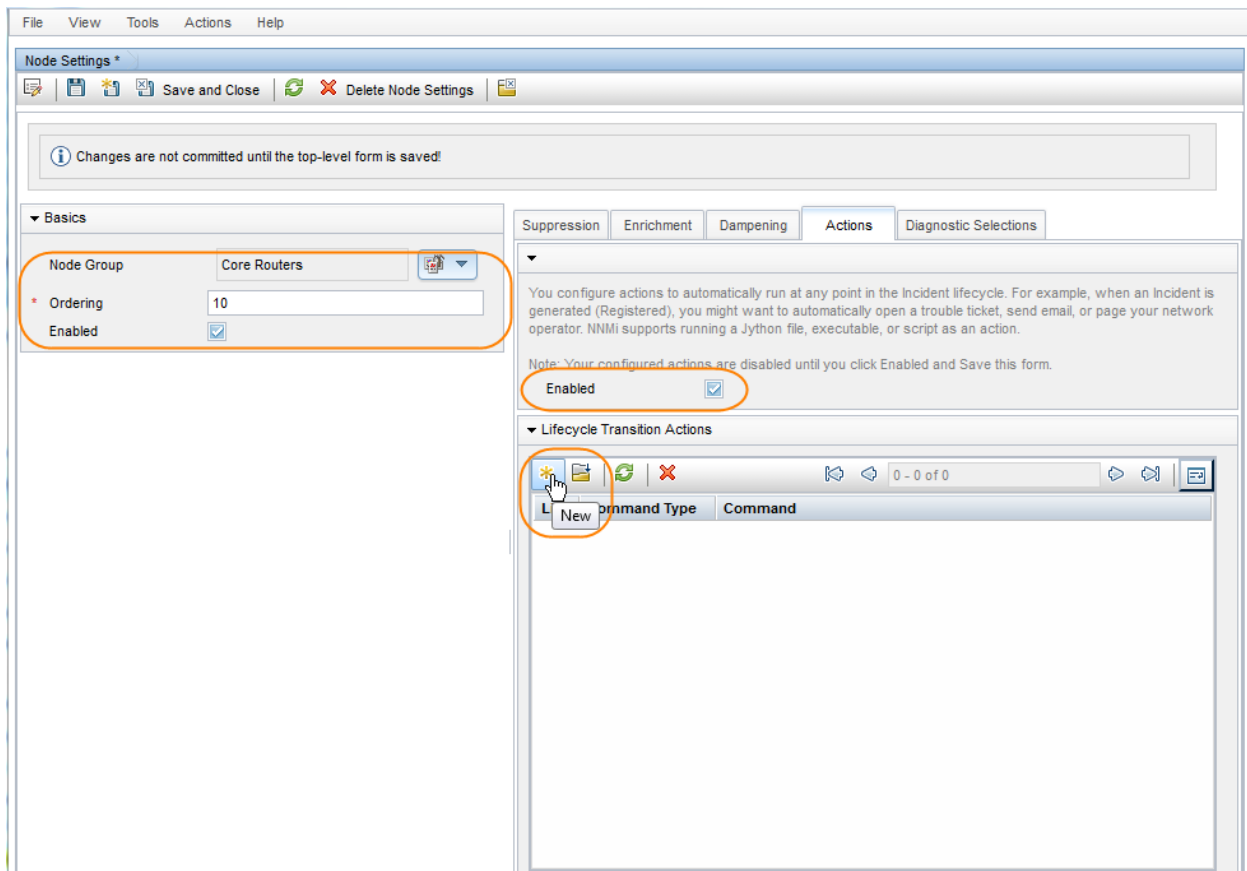 File View Tools Actions Help
Node Settings *
Save and Close Delete Node Settings
Changes are not committed until the top-level form is saved!
Basics
Node Group Core Routers
* Ordering 10
Enabled
Suppression Enrichment Dampening Actions Diagnostic Selections
You configure actions to automatically run at any point in the Incident lifecycle. For example, when an Incident is
generated (Registered), you might want to automatically open a trouble ticket, send email, or page your network
operator. NNMi supports running a Jython file, executable, or script as an action.
Note: Your configured actions are disabled until you click Enabled and Save this form.
Enabled
Lifecycle Transition Actions
0 - 0 of 0
Command Type Command
New